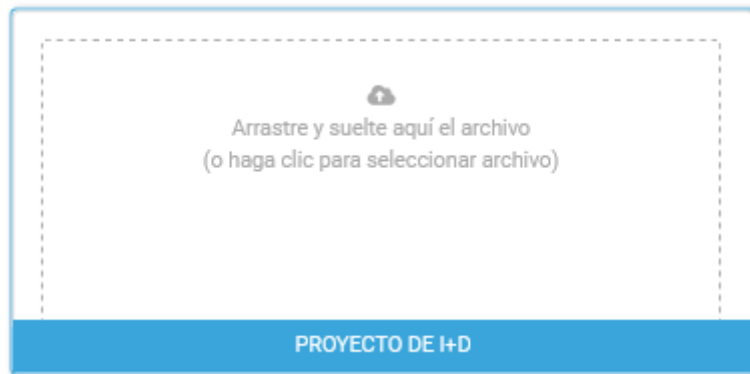 Arrastre y suelte aquí el archivo
(o haga clic para seleccionar archivo)
PROYECTO DE I+D